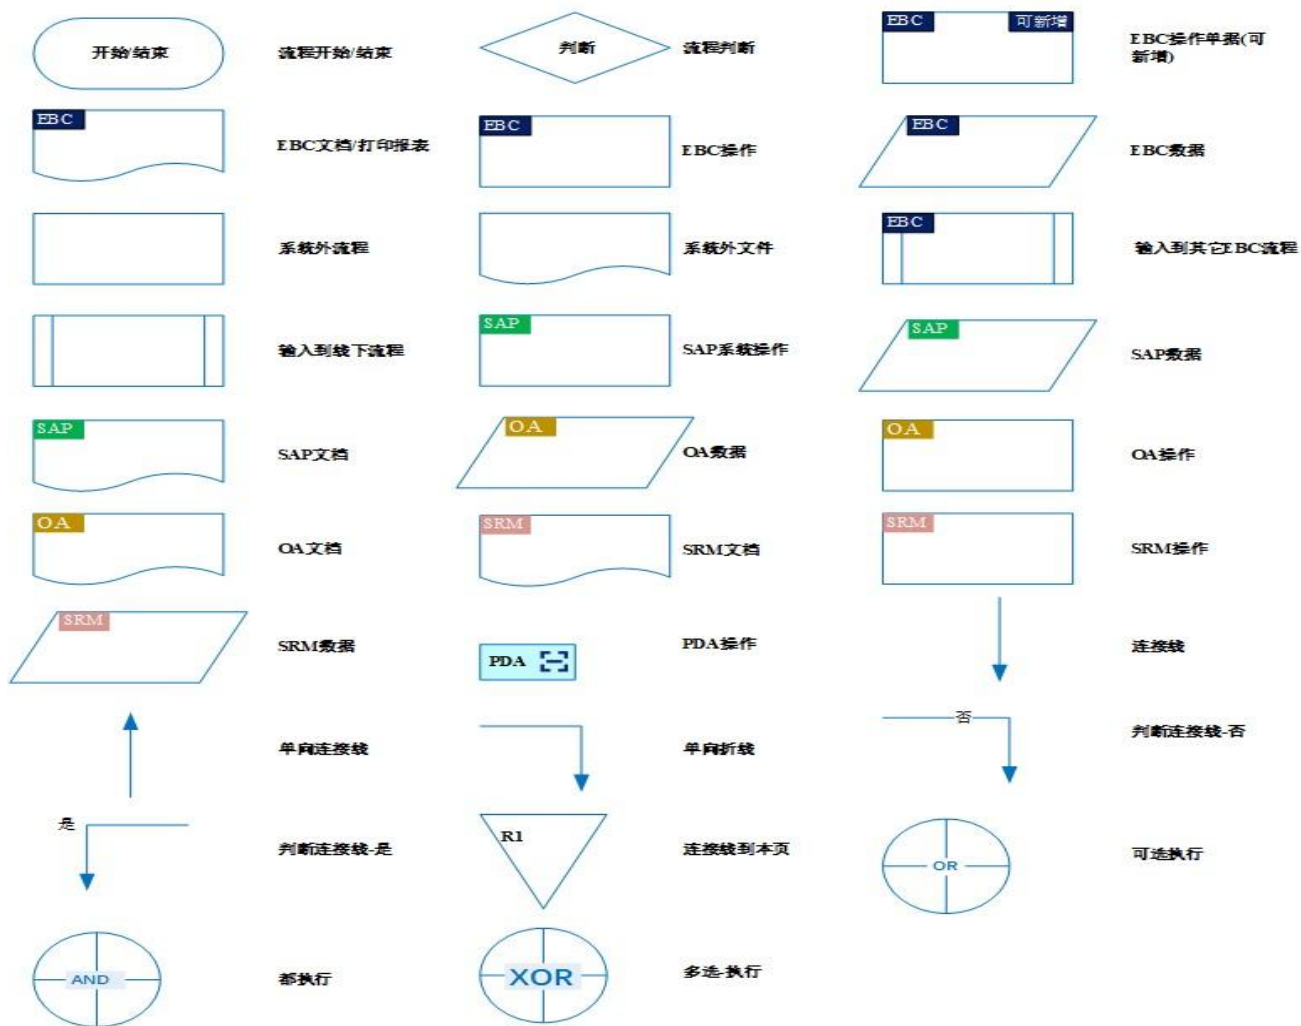 开始/结束
流程开始/结束
判断
流程判断
EBC
可新增
EBC操作单据(可
新增)
EBC
EBC文档/打印报表
EBC
EBC操作
EBC
EBC数据
系统外流程
系统外文件
EBC
输入到其它EBC流程
输入到线下流程
SAP
SAP系统操作
SAP
SAP数据
SAP
SAP文档
OA
OA数据
OA
OA操作
OA
OA文档
SRM
SRM文档
SRM
SRM操作
SRM
SRM数据
PDA
PDA操作
连接线
单向连接线
单向折线
否
判断连接线-否
是
判断连接线-是
R1
连接线到本页
OR
可选执行
AND
都执行
XOR
多选-执行